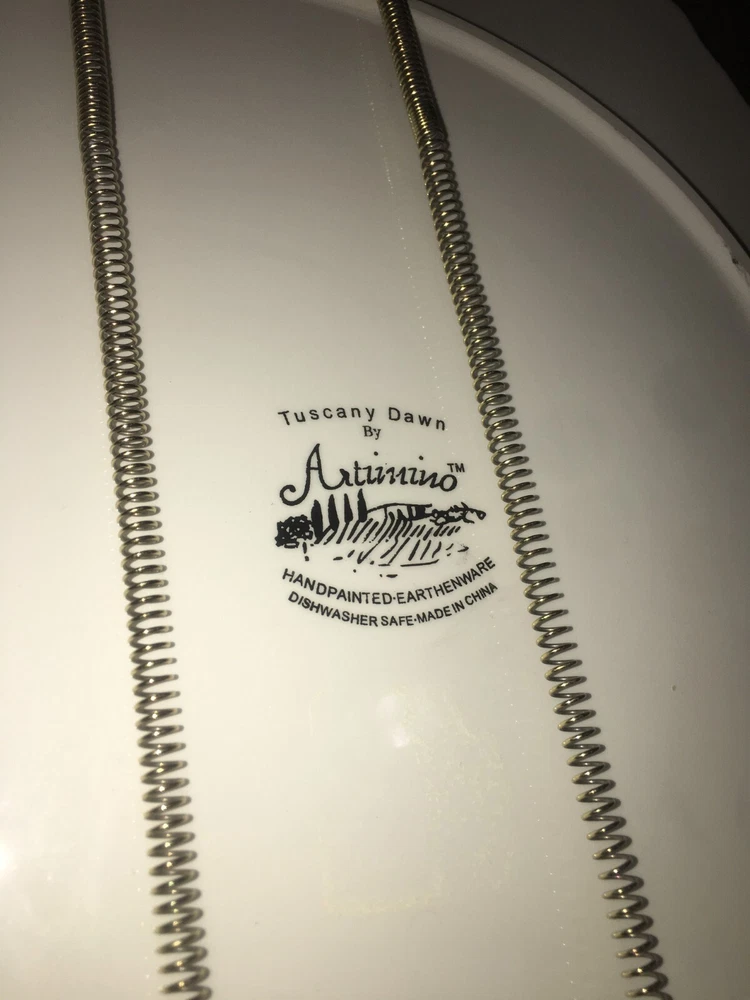 Tuscany Dawn
By
Artimino™
HANDPAINTED·EARTHENWARE
DISHWASHER SAFE·MADE IN CHINA